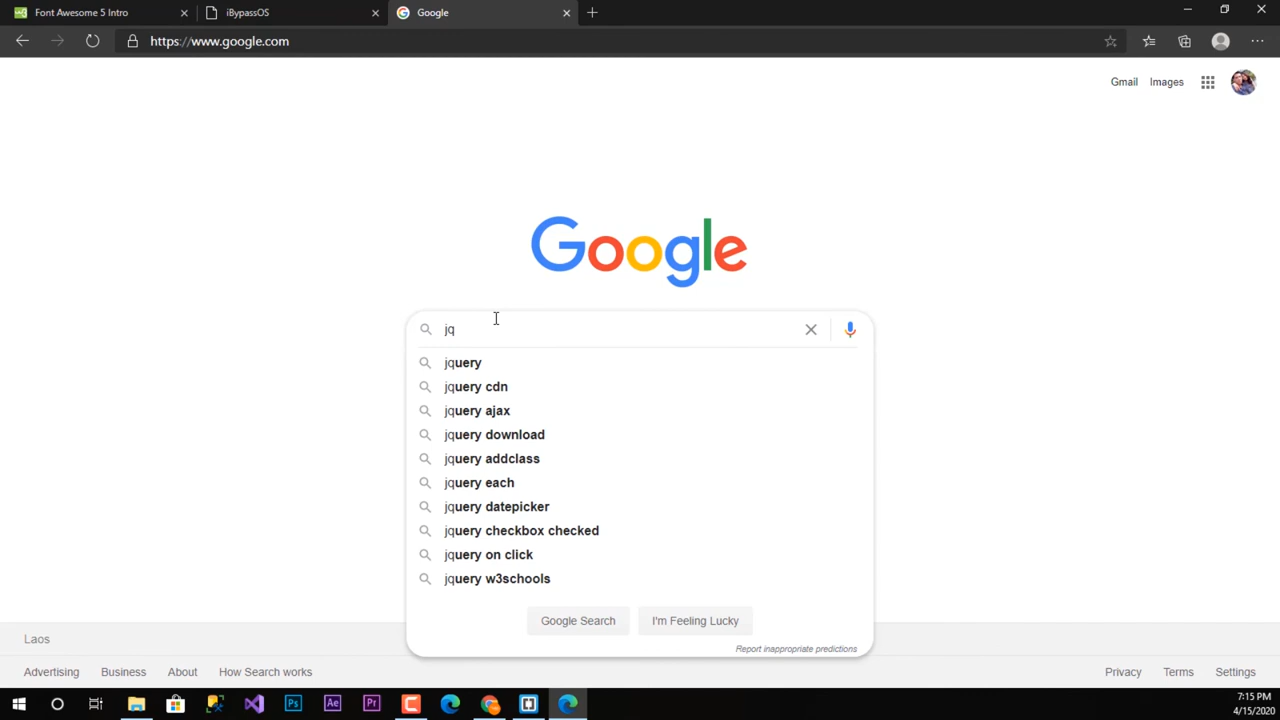 Font Awesome 5 Intro
iBypassOS
Google
https://www.google.com
Gmail Images
Google
jq
jquery
jquery cdn
jquery ajax
jquery download
jquery addclass
jquery each
jquery datepicker
jquery checkbox checked
jquery on click
jquery w3schools
Google Search I'm Feeling Lucky
Report inappropriate predictions
Laos
Advertising Business About How Search works Privacy Terms Settings
Ps Ae Pr
7:15 PM
4/15/2020